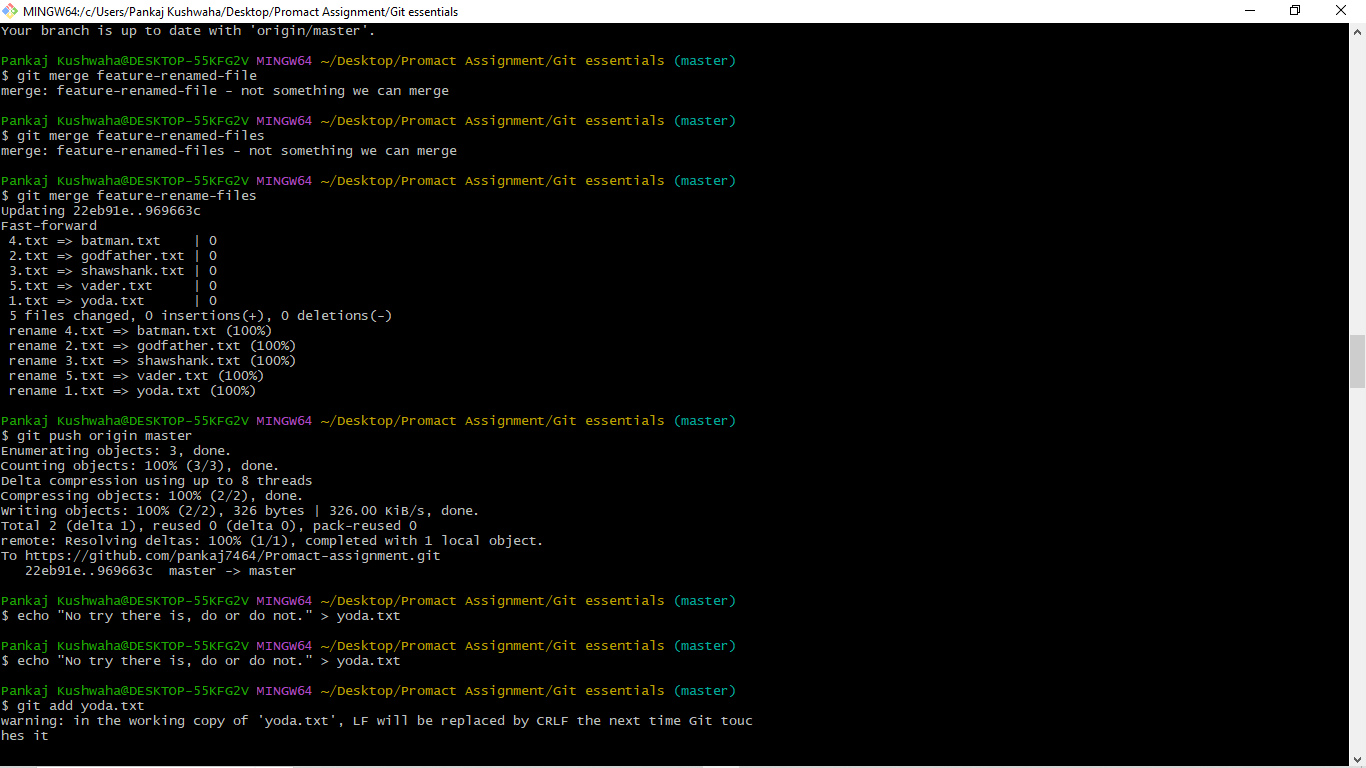 MINGW64:/c/Users/Pankaj Kushwaha/Desktop/Promact Assignment/Git essentials
Your branch is up to date with 'origin/master'.
Pankaj Kushwaha@DESKTOP-55KFG2V MINGW64 ~/Desktop/Promact Assignment/Git essentials (master)
$ git merge feature-renamed-file
merge: feature-renamed-file - not something we can merge
Pankaj Kushwaha@DESKTOP-55KFG2V MINGW64 ~/Desktop/Promact Assignment/Git essentials (master)
$ git merge feature-renamed-files
merge: feature-renamed-files - not something we can merge
Pankaj Kushwaha@DESKTOP-55KFG2V MINGW64 ~/Desktop/Promact Assignment/Git essentials (master)
$ git merge feature-rename-files
Updating 22eb91e..969663c
Fast-forward
 4.txt => batman.txt    | 0
 2.txt => godfather.txt | 0
 3.txt => shawshank.txt | 0
 5.txt => vader.txt     | 0
 1.txt => yoda.txt      | 0
 5 files changed, 0 insertions(+), 0 deletions(-)
 rename 4.txt => batman.txt (100%)
 rename 2.txt => godfather.txt (100%)
 rename 3.txt => shawshank.txt (100%)
 rename 5.txt => vader.txt (100%)
 rename 1.txt => yoda.txt (100%)
Pankaj Kushwaha@DESKTOP-55KFG2V MINGW64 ~/Desktop/Promact Assignment/Git essentials (master)
$ git push origin master
Enumerating objects: 3, done.
Counting objects: 100% (3/3), done.
Delta compression using up to 8 threads
Compressing objects: 100% (2/2), done.
Writing objects: 100% (2/2), 326 bytes | 326.00 KiB/s, done.
Total 2 (delta 1), reused 0 (delta 0), pack-reused 0
remote: Resolving deltas: 100% (1/1), completed with 1 local object.
To https://github.com/pankaj7464/Promact-assignment.git
   22eb91e..969663c  master -> master
Pankaj Kushwaha@DESKTOP-55KFG2V MINGW64 ~/Desktop/Promact Assignment/Git essentials (master)
$ echo "No try there is, do or do not." > yoda.txt
Pankaj Kushwaha@DESKTOP-55KFG2V MINGW64 ~/Desktop/Promact Assignment/Git essentials (master)
$ echo "No try there is, do or do not." > yoda.txt
Pankaj Kushwaha@DESKTOP-55KFG2V MINGW64 ~/Desktop/Promact Assignment/Git essentials (master)
$ git add yoda.txt
warning: in the working copy of 'yoda.txt', LF will be replaced by CRLF the next time Git touc
hes it